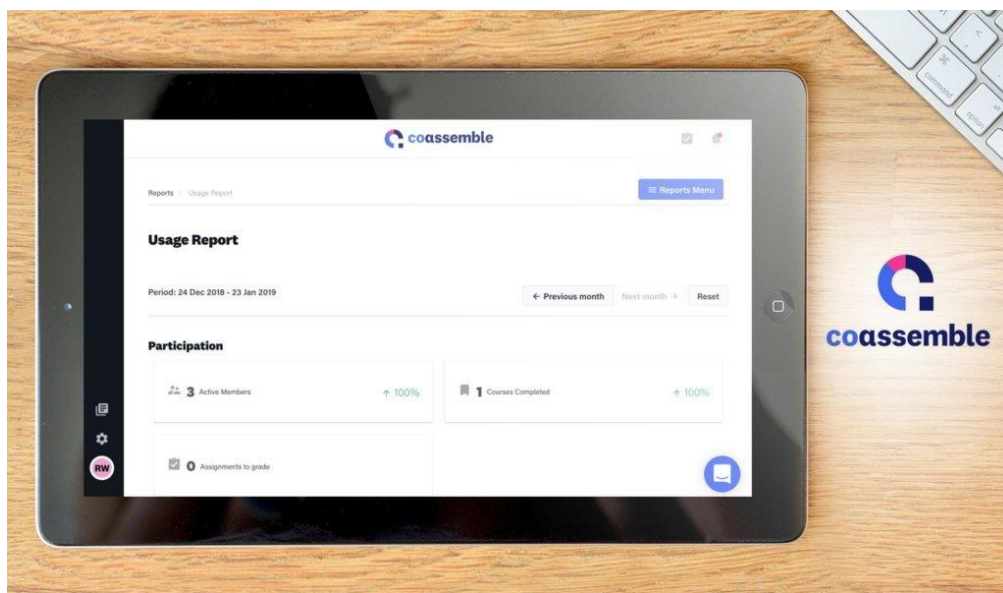 coassemble
Reports Usage Report
Reports Menu
Usage Report
Period: 24 Dec 2018 - 23 Jan 2019
← Previous month Next month → Reset
Participation
3 Active Members ↑ 100%
1 Courses Completed ↑ 100%
0 Assignments to grade
RW
coassemble
command
option